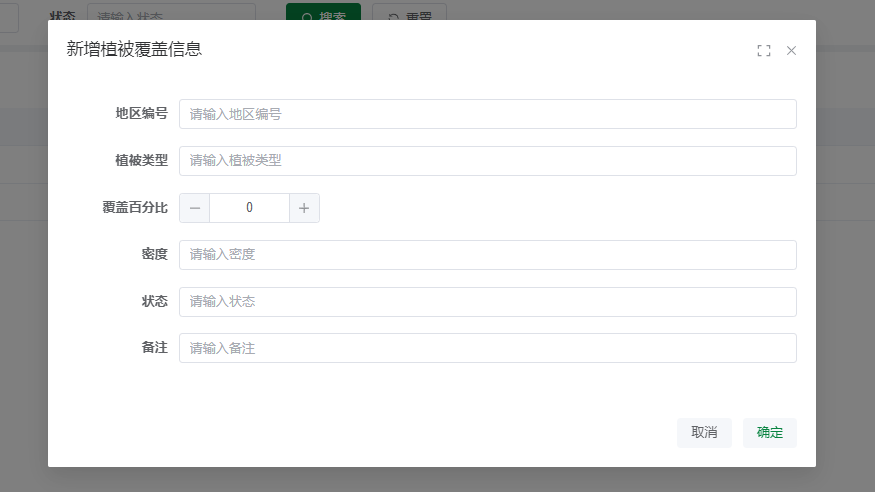 状态 请输入状态 搜索 重置
新增植被覆盖信息
地区编号 请输入地区编号
植被类型 请输入植被类型
覆盖百分比 0
密度 请输入密度
状态 请输入状态
备注 请输入备注
取消 确定